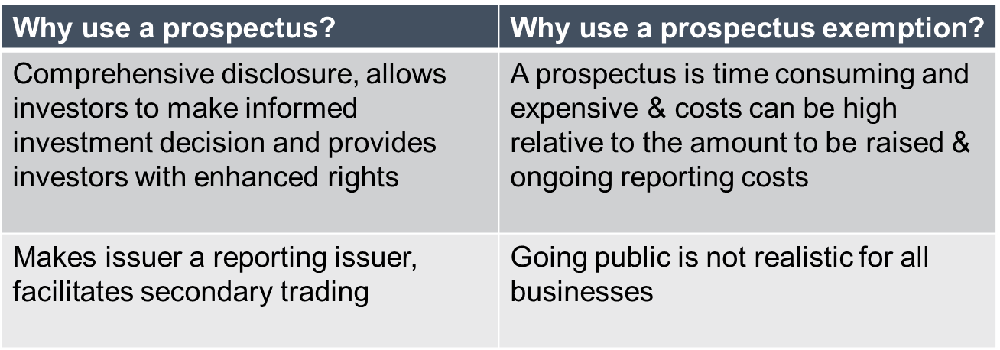 Why use a prospectus?
Why use a prospectus exemption?
Comprehensive disclosure, allows
investors to make informed
investment decision and provides
investors with enhanced rights
A prospectus is time consuming and
expensive & costs can be high
relative to the amount to be raised &
ongoing reporting costs
Makes issuer a reporting issuer,
facilitates secondary trading
Going public is not realistic for all
businesses